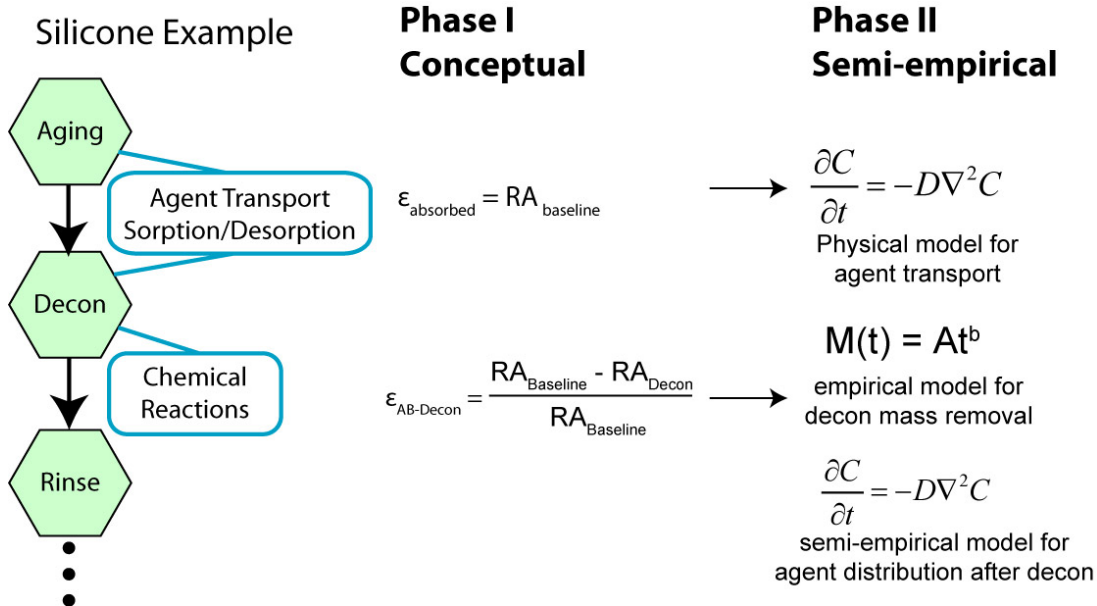 Silicone Example
Phase I
Conceptual
Phase II
Semi-empirical
Aging
Agent Transport
Sorption/Desorption
Decon
Chemical
Reactions
Rinse
ε_absorbed = RA_baseline
∂C/∂t = -D∇²C
Physical model for
agent transport
ε_AB-Decon = (RA_Baseline - RA_Decon)/RA_Baseline
M(t) = At^b
empirical model for
decon mass removal
∂C/∂t = -D∇²C
semi-empirical model for
agent distribution after decon